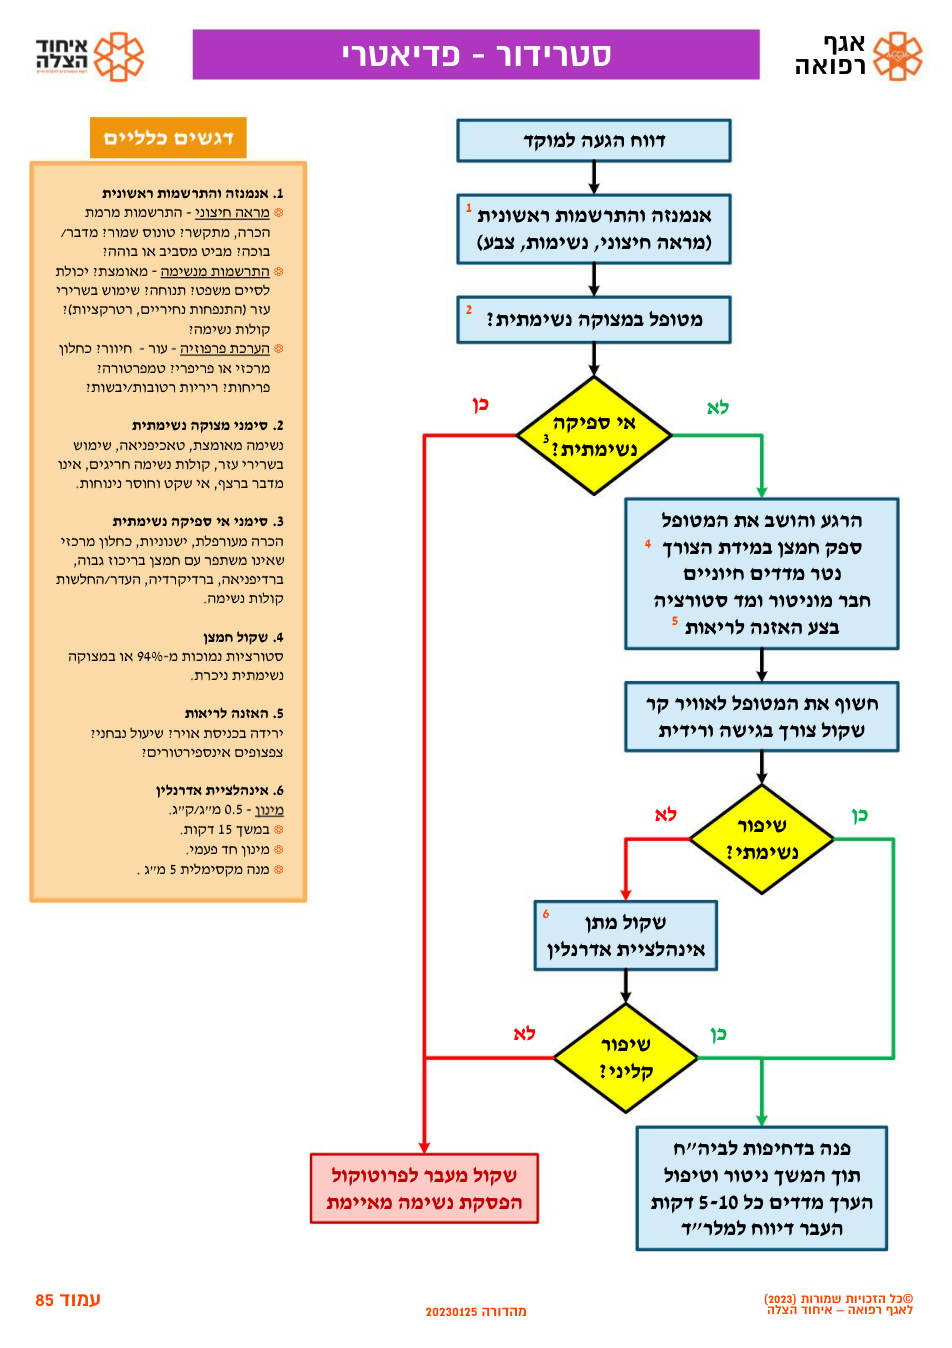 אגף
רפואה
סטרידור - פדיאטרי
איחוד
הצלה
דווח הגעה למוקד
אנמנזה והתרשמות ראשונית 1
(מראה חיצוני, נשימות, צבע)
מטופל במצוקה נשימתית? 2
אי ספיקה
נשימתית? 3
כן
לא
הרגע והושב את המטופל
ספק חמצן במידת הצורך 4
נטר מדדים חיוניים
חבר מוניטור ומד סטורציה
בצע האזנה לריאות 5
חשוף את המטופל לאוויר קר
שקול צורך בגישה ורידית
שיפור
נשימתי?
כן
לא
שקול מתן 6
אינהלציית אדרנלין
שיפור
קליני?
כן
לא
פנה בדחיפות לביה״ח
תוך המשך ניטור וטיפול
הערך מדדים כל 5-10 דקות
העבר דיווח למלר״ד
שקול מעבר לפרוטוקול
הפסקת נשימה מאיימת
דגשים כלליים
1. אנמנזה והתרשמות ראשונית
מראה חיצוני - התרשמות מרמת
הכרה, מתקשר? טונוס שמור? מדבר/
בוכה? מביט מסביב או בוהה?
התרשמות מנשימה - מאומצת? יכולת
לסיים משפט? תנוחה? שימוש בשרירי
עזר (התנפחות נחיריים, רטרקציות)?
קולות נשימה?
הערכת פרפוזיה - עור - חיוור? כחלון
מרכזי או פריפרי? טמפרטורה?
פריחות? ריריות רטובות/יבשות?
2. סימני מצוקה נשימתית
נשימה מאומצת, טאכיפניאה, שימוש
בשרירי עזר, קולות נשימה חריגים, אינו
מדבר ברצף, אי שקט וחוסר נינוחות.
3. סימני אי ספיקה נשימתית
הכרה מעורפלת, ישנוניות, כחלון מרכזי
שאינו משתפר עם חמצן בריכוז גבוה,
ברדיפניאה, ברדיקרדיה, העדר/החלשות
קולות נשימה.
4. שקול חמצן
סטורציות נמוכות מ-94% או במצוקה
נשימתית ניכרת.
5. האזנה לריאות
ירידה בכניסת אויר? שיעול נבחני?
צפצופים אינספירטורים?
6. אינהלציית אדרנלין
מינון - 0.5 מ״ג/ק״ג.
במשך 15 דקות.
מינון חד פעמי.
מנה מקסימלית 5 מ״ג .
©כל הזכויות שמורות (2023)
לאגף רפואה – איחוד הצלה
מהדורה 20230125
עמוד 85